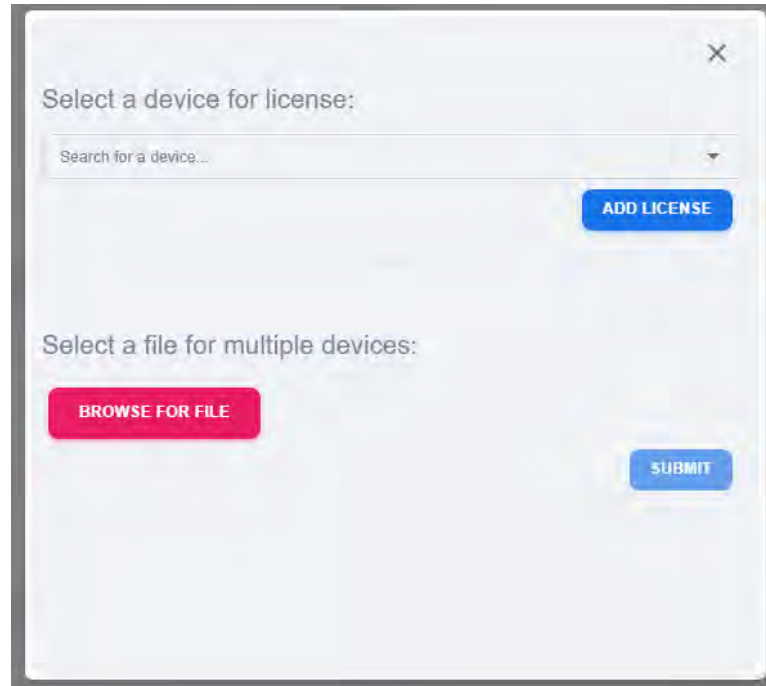 Select a device for license:
Search for a device...
ADD LICENSE
Select a file for multiple devices:
BROWSE FOR FILE
SUBMIT